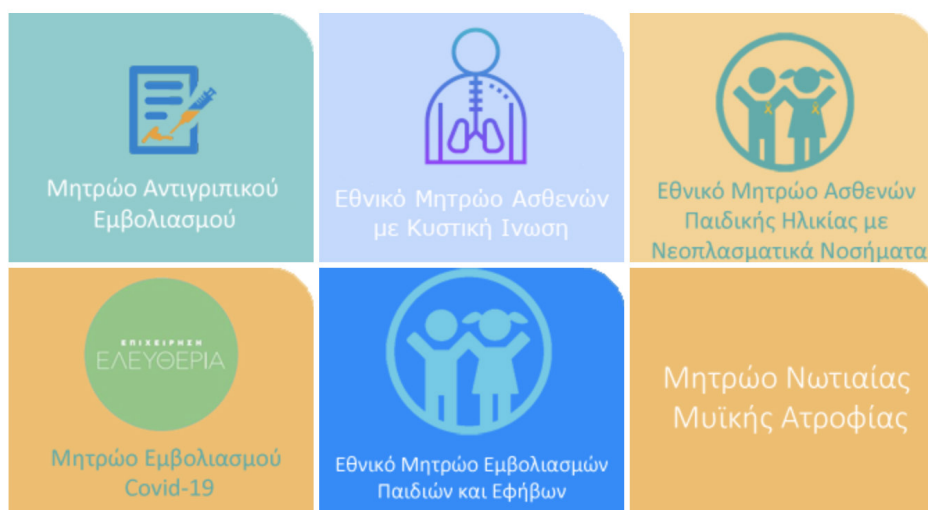 Μητρώο Αντιγριπικού
Εμβολιασμού
Εθνικό Μητρώο Ασθενών
με Κυστική Ινωση
Εθνικό Μητρώο Ασθενών
Παιδικής Ηλικίας με
Νεοπλασματικά Νοσήματα
ΕΠΙΧΕΙΡΗΣΗ
ΕΛΕΥΘΕΡΙΑ
Μητρώο Εμβολιασμού
Covid-19
Εθνικό Μητρώο Εμβολιασμών
Παιδιών και Εφήβων
Μητρώο Νωτιαίας
Μυϊκής Ατροφίας